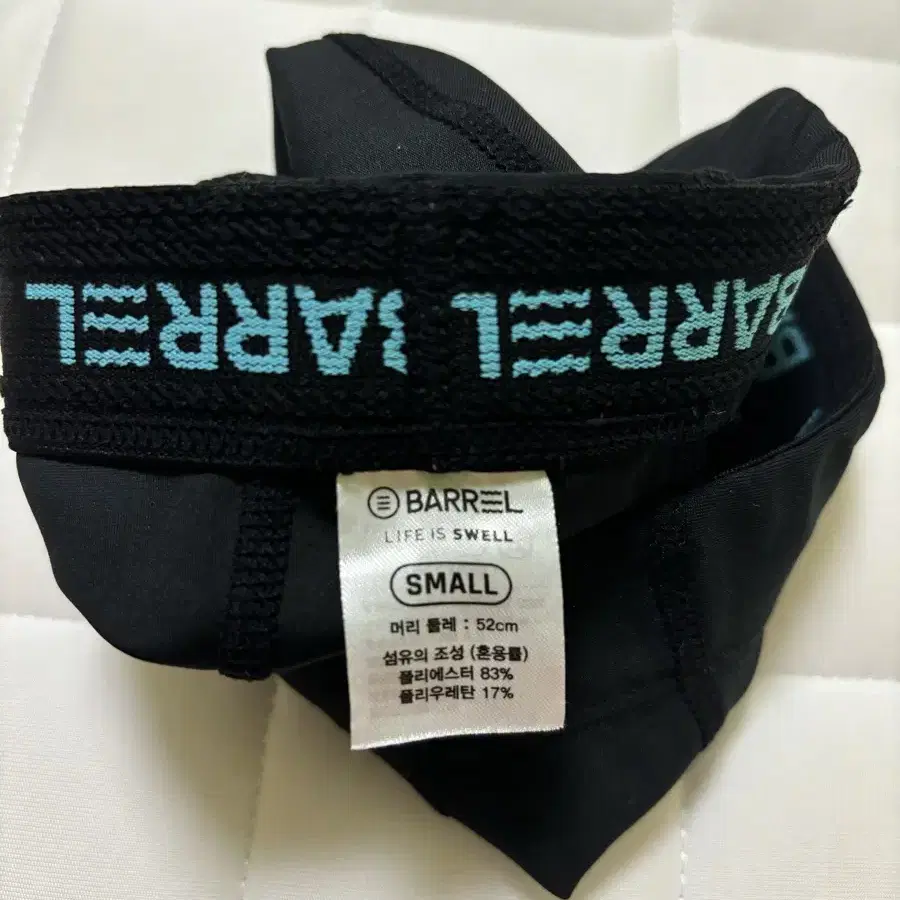 BARREL BARREL
BARREL
LIFE IS SWELL
SMALL
머리 둘레 : 52cm
섬유의 조성 (혼용률)
폴리에스터 83%
폴리우레탄 17%